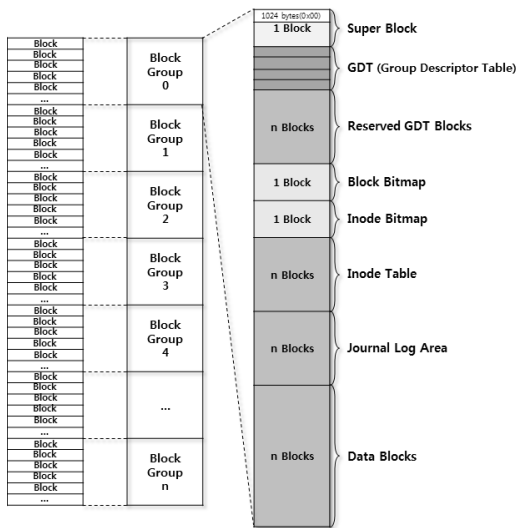 Block
Block
Block
Block
Block
...
Block
Block
Block
Block
Block
...
Block
Block
Block
Block
Block
...
Block
Block
Block
Block
Block
...
Block
Block
Block
Block
Block
...
Block
Block
Block
Block
Block
...
Block
Block
Block
Block
Block
...
Block
Group
0
Block
Group
1
Block
Group
2
Block
Group
3
Block
Group
4
...
Block
Group
n
1024 bytes(0x00)
1 Block
Super Block
GDT (Group Descriptor Table)
n Blocks
Reserved GDT Blocks
1 Block
Block Bitmap
1 Block
Inode Bitmap
n Blocks
Inode Table
n Blocks
Journal Log Area
n Blocks
Data Blocks